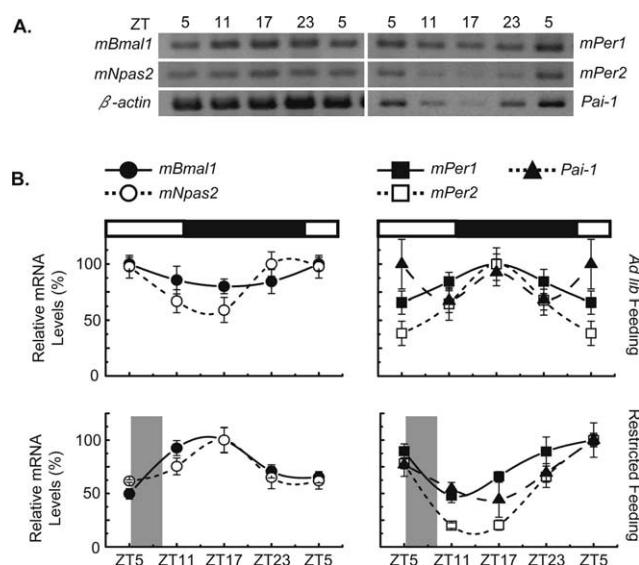 A.
ZT 5 11 17 23 5 5 11 17 23 5
mBmal1 mPer1
mNpas2 mPer2
β-actin Pai-1
B.
mBmal1
mNpas2
mPer1 Pai-1
mPer2
Relative mRNA Levels (%)
100
75
50
0
Ad lib Feeding
Relative mRNA Levels (%)
100
50
0
Restricted Feeding
ZT5 ZT11 ZT17 ZT23 ZT5 ZT5 ZT11 ZT17 ZT23 ZT5